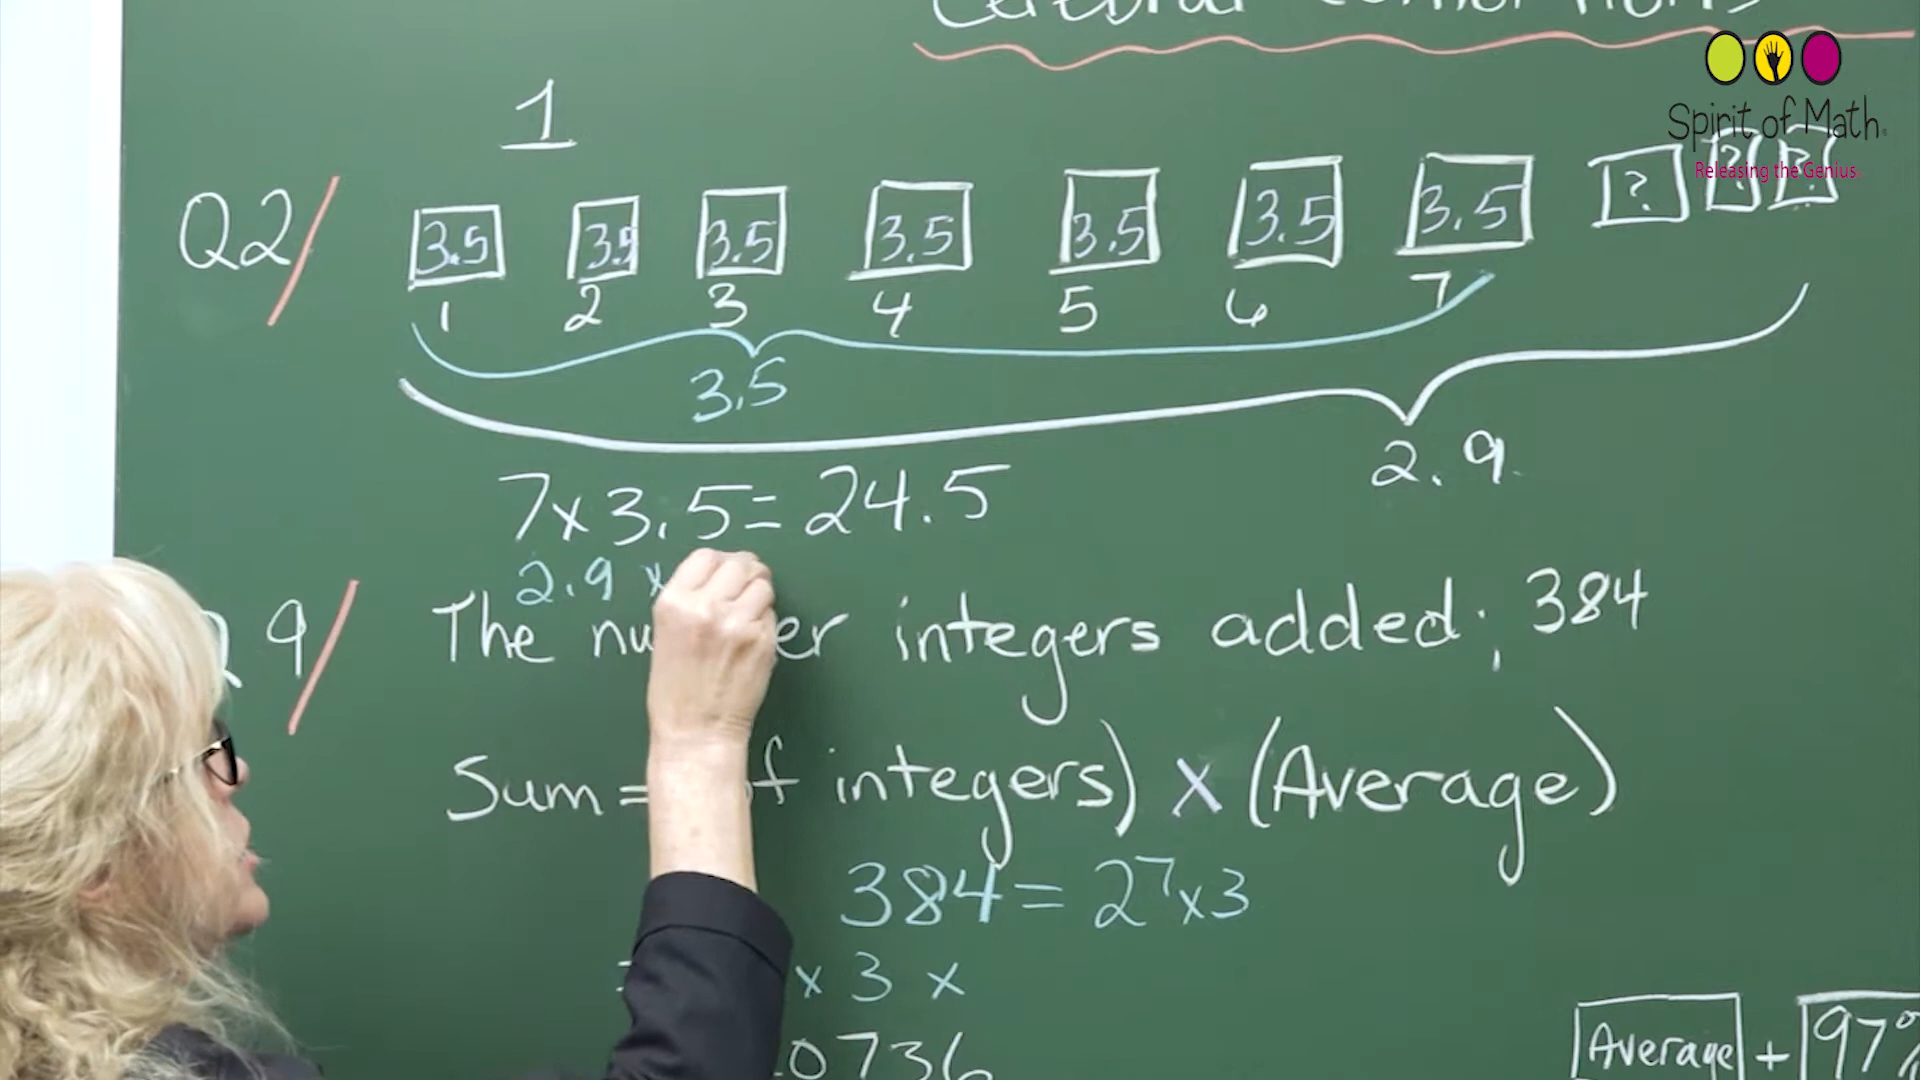 Cerebral
Spirit of Math
Releasing the Genius
1
Q2/ 3.5 3.5 3.5 3.5 3.5 3.5 3.5 ? ? ?
1 2 3 4 5 6 7
3.5
2.9
7x3.5=24.5
2.9 x
9/ The integers added; 384
Sum= integers) x (Average)
384 = 2⁷x3
x 3 x
0736
Average + 97%